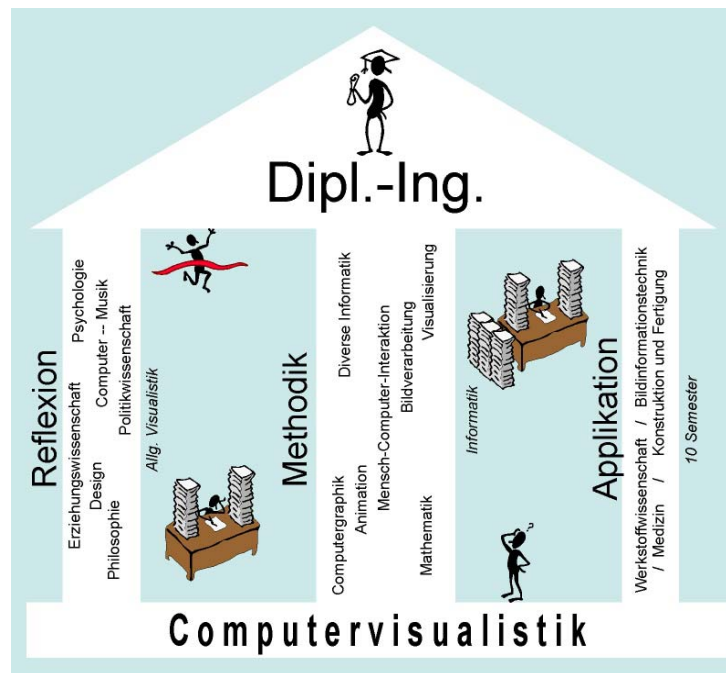 Dipl.-Ing.
Reflexion
Erziehungswissenschaft
Psychologie
Design
Computer -- Musik
Philosophie
Politikwissenschaft
Allg. Visualistik
Methodik
Computergraphik
Diverse Informatik
Animation
Mensch-Computer-Interaktion
Bildverarbeitung
Mathematik
Visualisierung
Informatik
?
Applikation
Werkstoffwissenschaft / Bildinformationstechnik
/ Medizin / Konstruktion und Fertigung
10 Semester
Computervisualistik